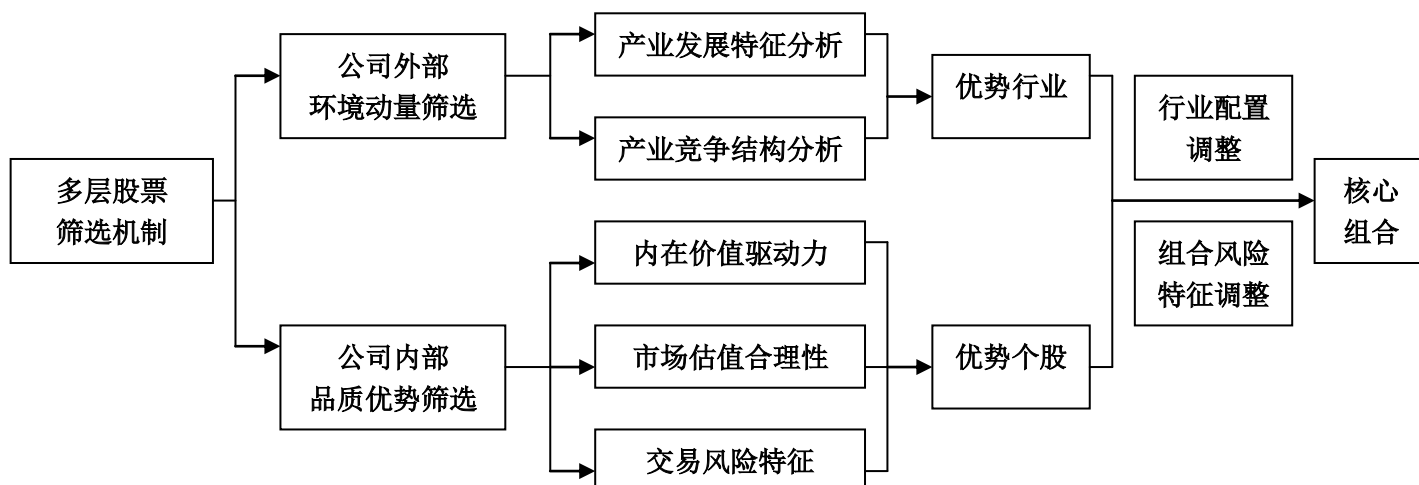 多层股票
筛选机制
公司外部
环境动量筛选
公司内部
品质优势筛选
产业发展特征分析
产业竞争结构分析
内在价值驱动力
市场估值合理性
交易风险特征
优势行业
优势个股
行业配置
调整
组合风险
特征调整
核心
组合